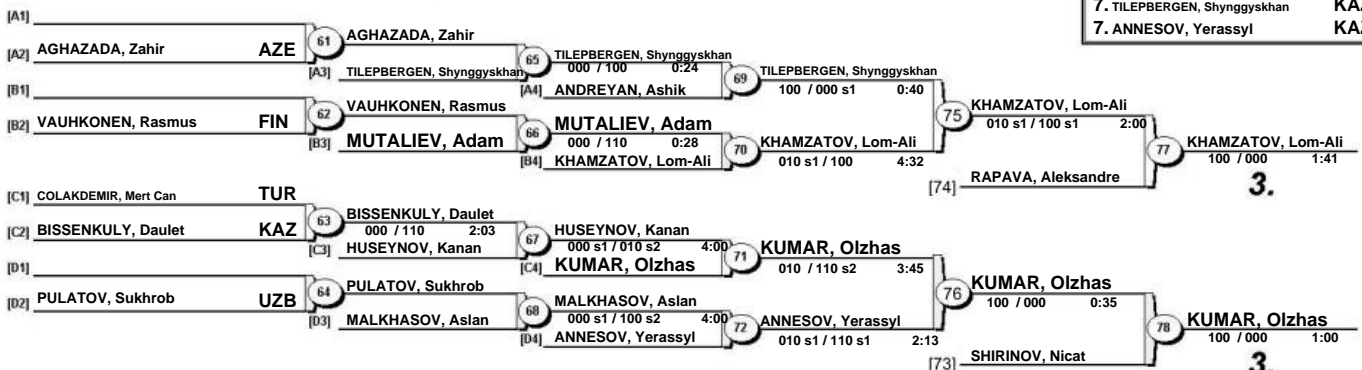 7. TILEPBERGEN, Shynggyskhan
7. ANNESOV, Yerassyl
[A1]
[A2] AGHAZADA, Zahir AZE
61
AGHAZADA, Zahir
[A3] TILEPBERGEN, Shynggyskhan
65
TILEPBERGEN, Shynggyskhan
000 / 100 0:24
[A4] ANDREYAN, Ashik
69
TILEPBERGEN, Shynggyskhan
100 / 000 s1 0:40
[B1]
[B2] VAUHKONEN, Rasmus FIN
62
VAUHKONEN, Rasmus
[B3] MUTALIEV, Adam
66
MUTALIEV, Adam
000 / 110 0:28
[B4] KHAMZATOV, Lom-Ali
70
KHAMZATOV, Lom-Ali
010 s1 / 100 4:32
75
KHAMZATOV, Lom-Ali
010 s1 / 100 s1 2:00
[74] RAPAVA, Aleksandre
77
KHAMZATOV, Lom-Ali
100 / 000 1:41
3.
[C1] COLAKDEMIR, Mert Can TUR
[C2] BISSENKULY, Daulet KAZ
63
BISSENKULY, Daulet
000 / 110 2:03
[C3] HUSEYNOV, Kanan
67
HUSEYNOV, Kanan
000 s1 / 010 s2 4:00
[C4] KUMAR, Olzhas
71
KUMAR, Olzhas
010 / 110 s2 3:45
[D1]
[D2] PULATOV, Sukhrob UZB
64
PULATOV, Sukhrob
[D3] MALKHASOV, Aslan
68
MALKHASOV, Aslan
000 s1 / 100 s2 4:00
[D4] ANNESOV, Yerassyl
72
ANNESOV, Yerassyl
010 s1 / 110 s1 2:13
76
KUMAR, Olzhas
100 / 000 0:35
[73] SHIRINOV, Nicat
78
KUMAR, Olzhas
100 / 000 1:00
3.